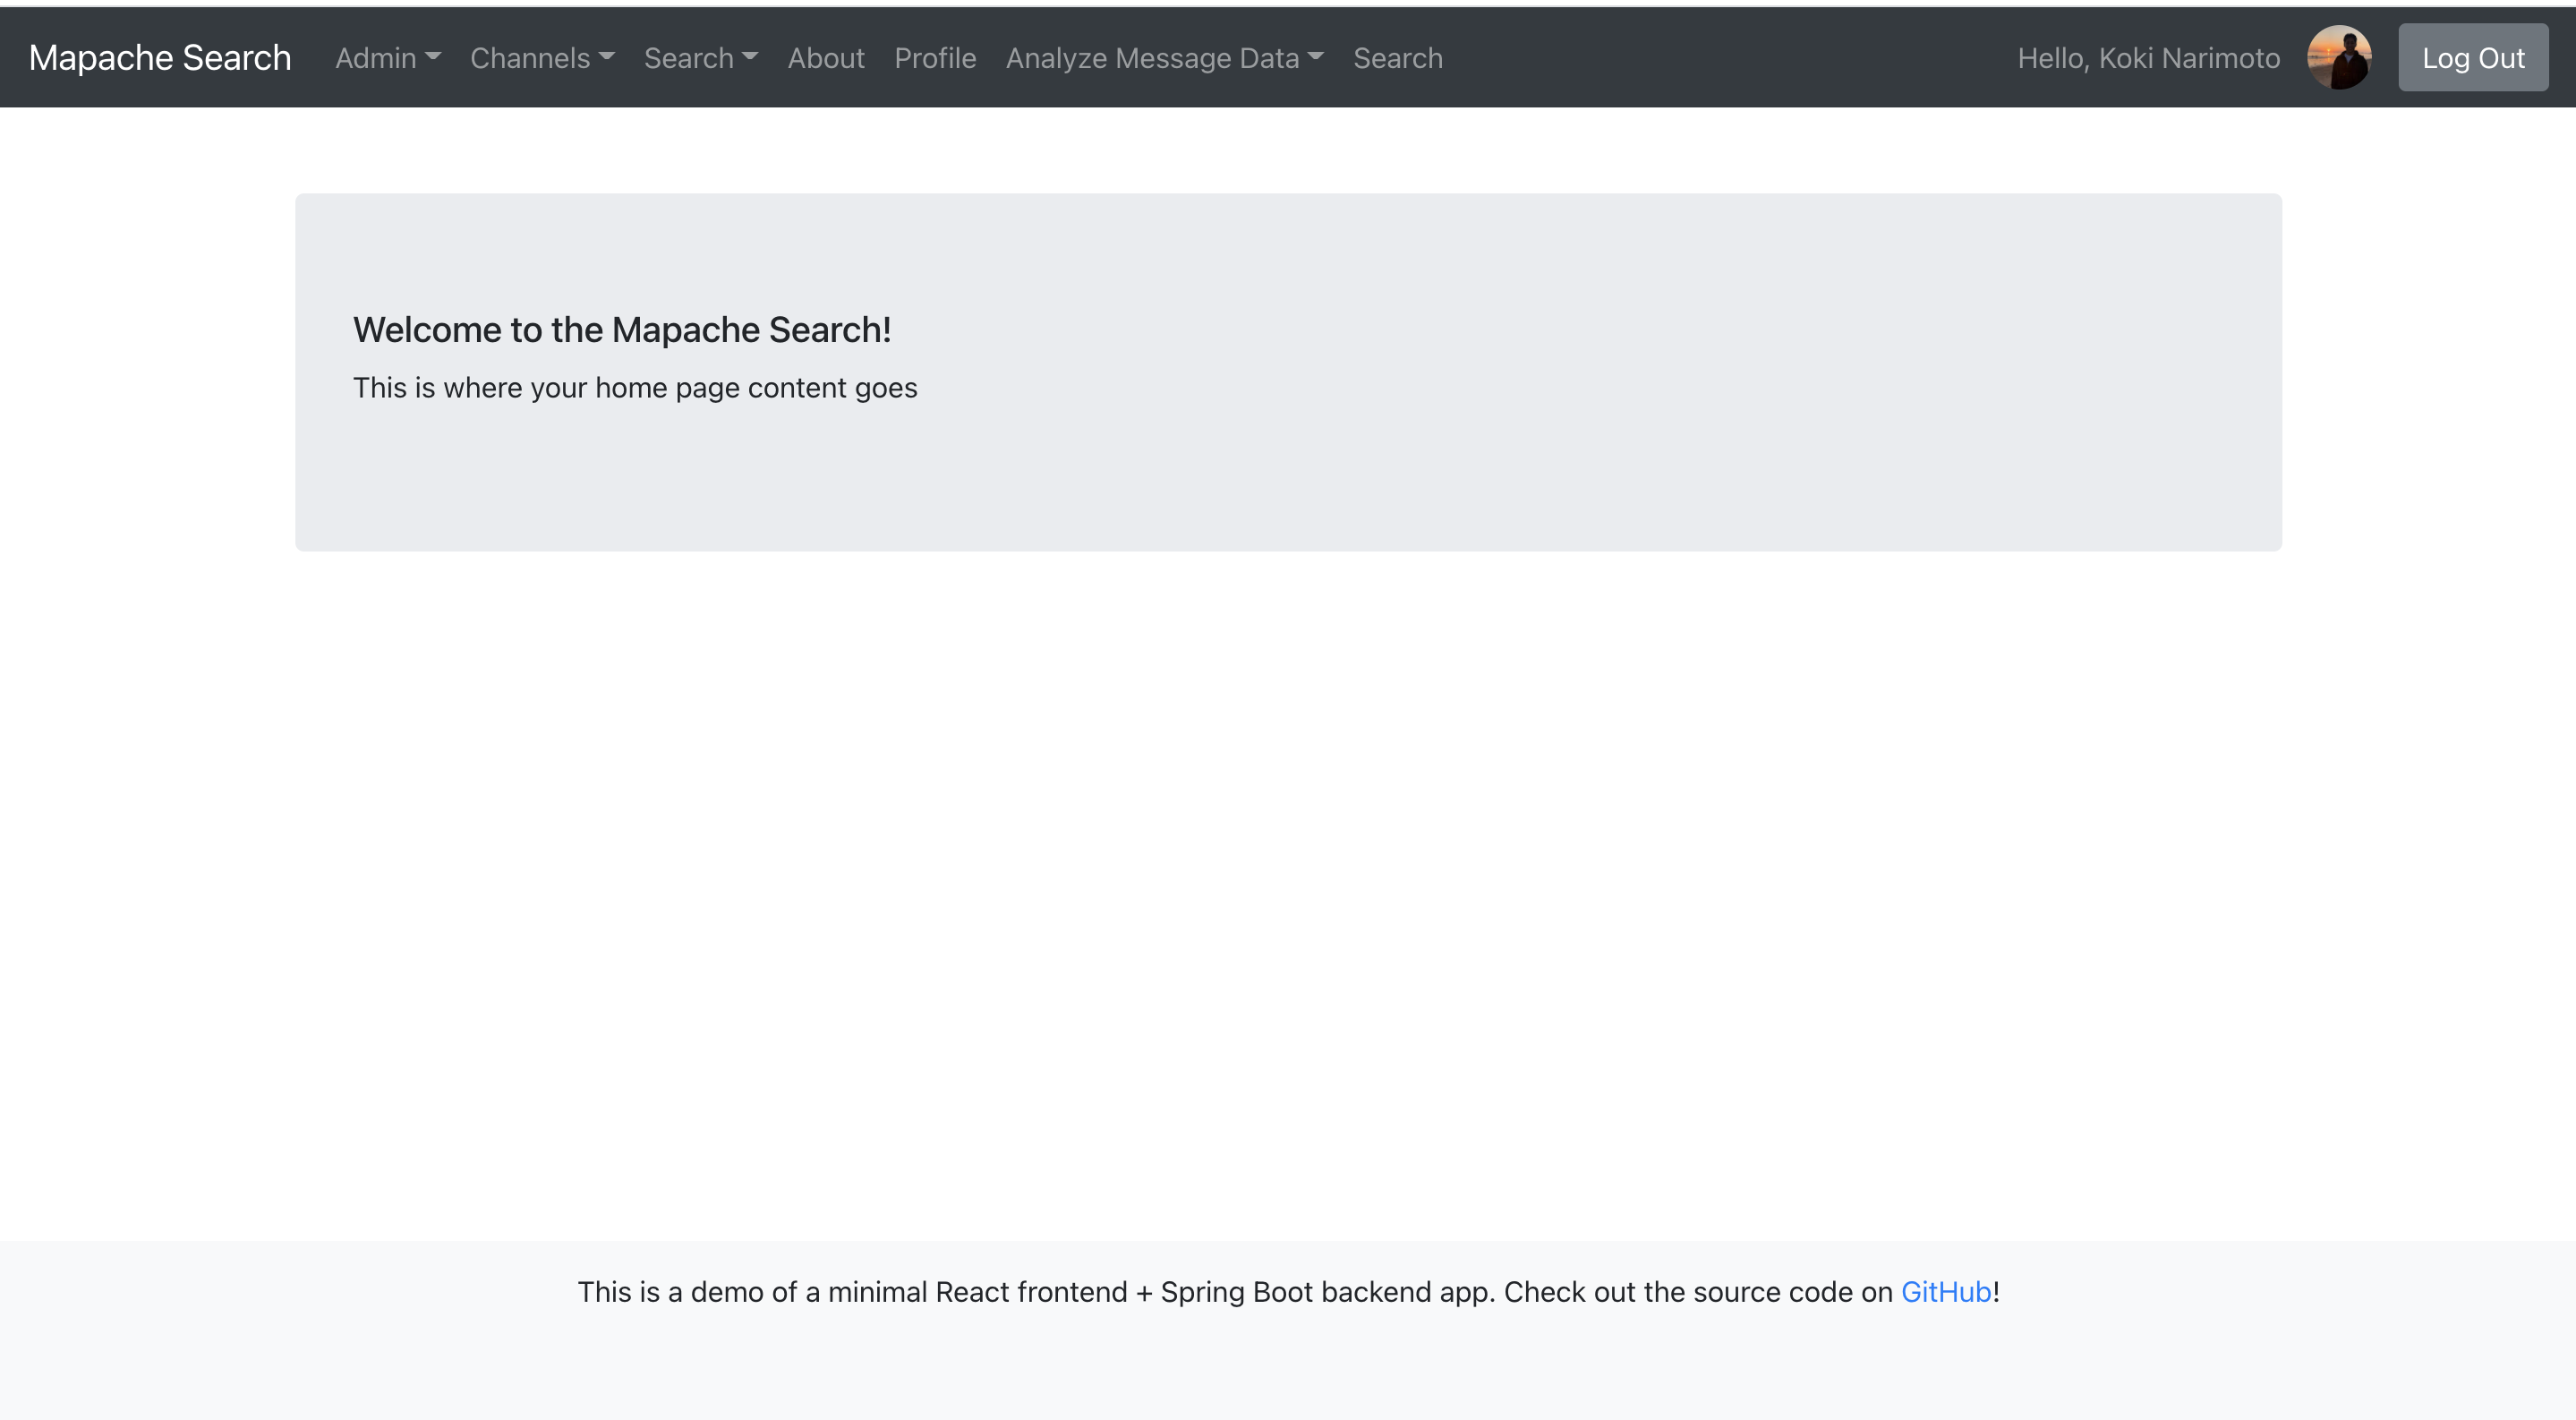 Mapache Search Admin Channels Search About Profile Analyze Message Data Search Hello, Koki Narimoto Log Out
Welcome to the Mapache Search!
This is where your home page content goes
This is a demo of a minimal React frontend + Spring Boot backend app. Check out the source code on GitHub!